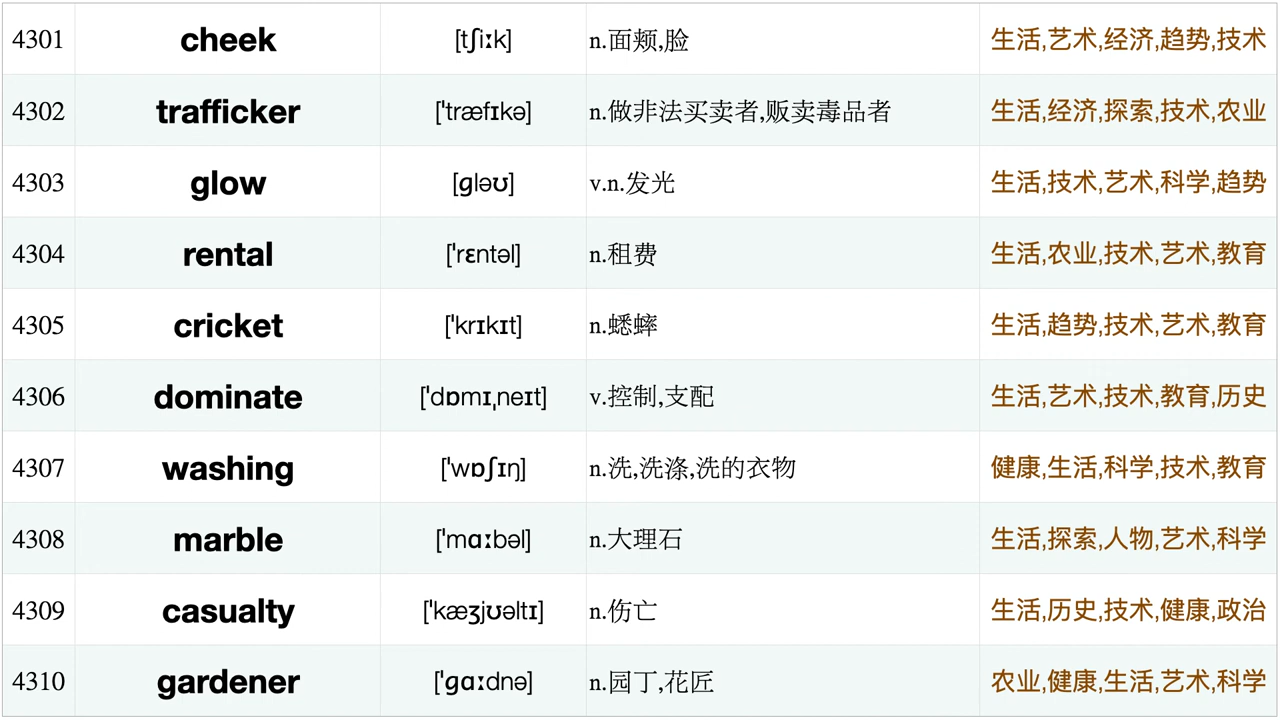 4301 cheek [tʃiːk] n.面颊,脸 生活,艺术,经济,趋势,技术
4302 trafficker [ˈtræfɪkə] n.做非法买卖者,贩卖毒品者 生活,经济,探索,技术,农业
4303 glow [ɡləʊ] v.n.发光 生活,技术,艺术,科学,趋势
4304 rental [ˈrɛntəl] n.租费 生活,农业,技术,艺术,教育
4305 cricket [ˈkrɪkɪt] n.蟋蟀 生活,趋势,技术,艺术,教育
4306 dominate [ˈdɒmɪˌneɪt] v.控制,支配 生活,艺术,技术,教育,历史
4307 washing [ˈwɒʃɪŋ] n.洗,洗涤,洗的衣物 健康,生活,科学,技术,教育
4308 marble [ˈmɑːbəl] n.大理石 生活,探索,人物,艺术,科学
4309 casualty [ˈkæʒjʊəltɪ] n.伤亡 生活,历史,技术,健康,政治
4310 gardener [ˈɡɑːdnə] n.园丁,花匠 农业,健康,生活,艺术,科学